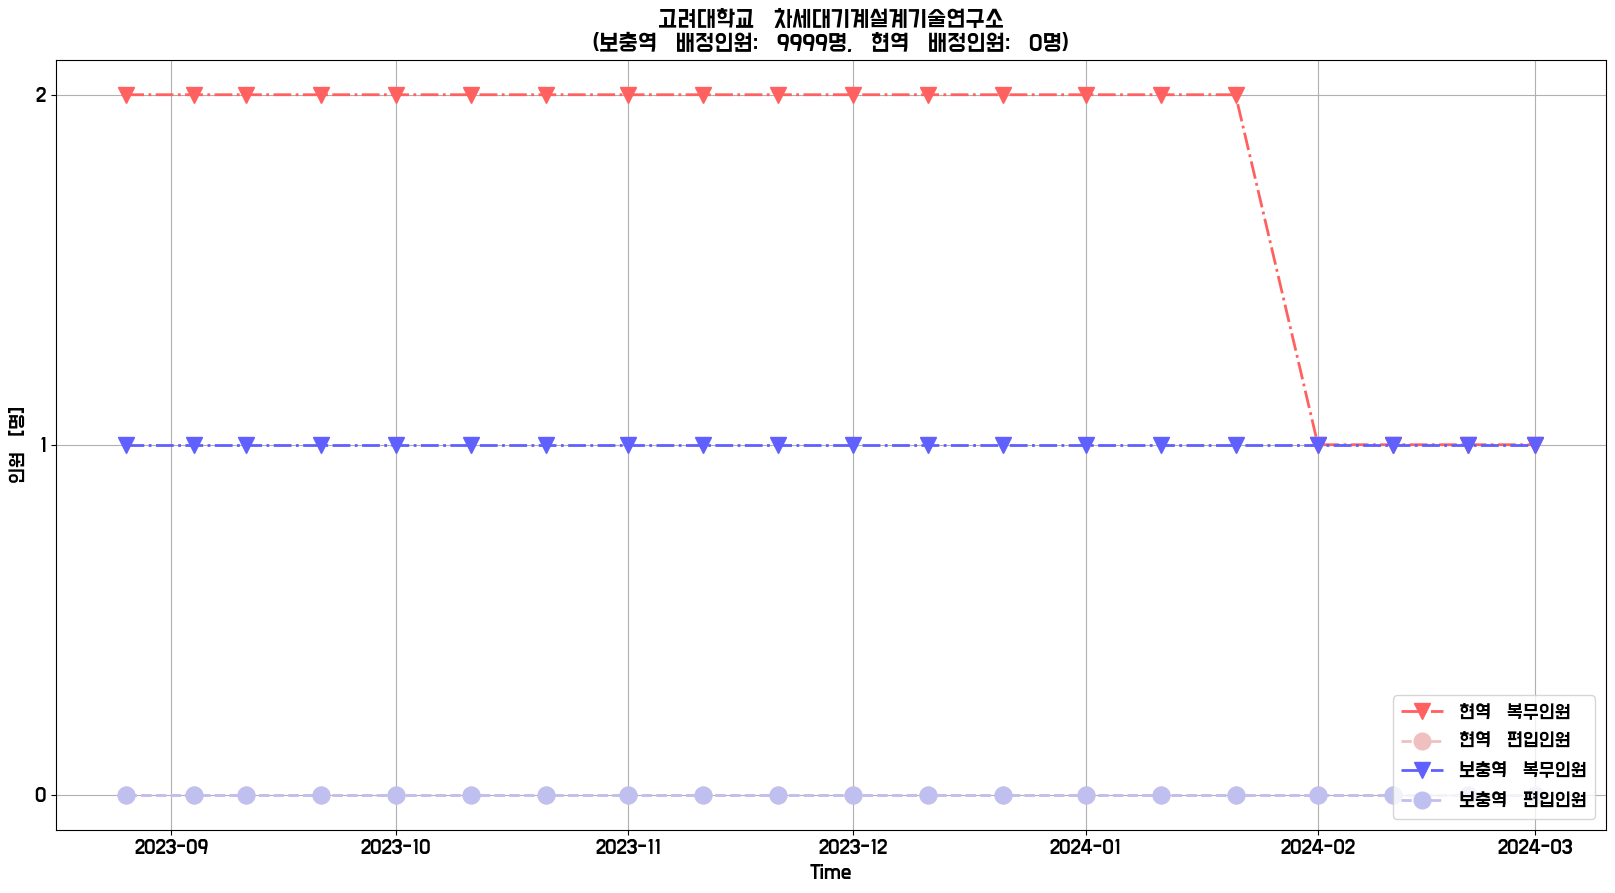 고려대학교 차세대기계설계기술연구소
(보충역 배정인원: 9999명, 현역 배정인원: 0명)
2
1
0
인원 [명]
2023-09 2023-10 2023-11 2023-12 2024-01 2024-02 2024-03
Time
현역 복무인원
현역 편입인원
보충역 복무인원
보충역 편입인원